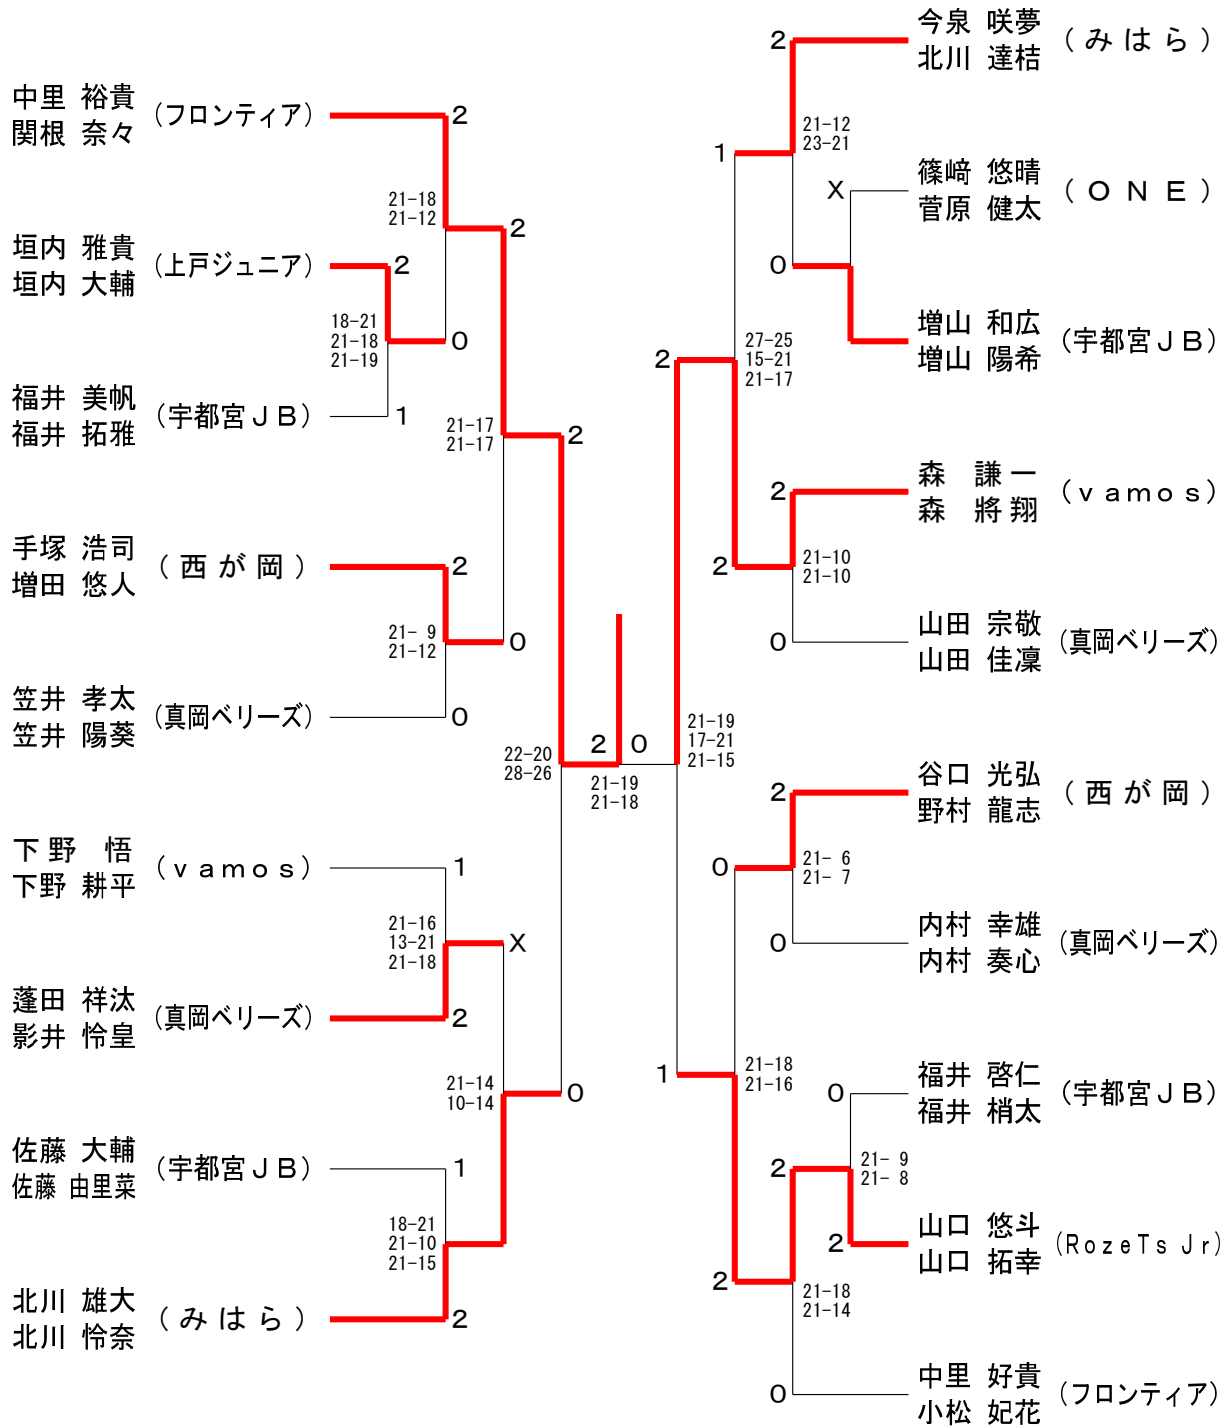 中里 裕貴
関根 奈々
(フロンティア)
2
21-18
21-12
2
垣内 雅貴
垣内 大輔
(上戸ジュニア)
2
18-21
21-18
21-19
0
福井 美帆
福井 拓雅
(宇都宮JB)
1
21-17
21-17
2
手塚 浩司
増田 悠人
(西が岡)
2
21- 9
21-12
0
笠井 孝太
笠井 陽葵
(真岡ベリーズ)
0
22-20
28-26
2
0
21-19
21-18
下野 悟
下野 耕平
(vamos)
1
21-16
13-21
21-18
X
蓬田 祥汰
影井 怜皇
(真岡ベリーズ)
2
21-14
10-14
0
佐藤 大輔
佐藤 由里菜
(宇都宮JB)
1
18-21
21-10
21-15
北川 雄大
北川 怜奈
(みはら)
2
今泉 咲夢
北川 達桔
(みはら)
2
21-12
23-21
1
篠﨑 悠晴
菅原 健太
(ONE)
X
0
増山 和広
増山 陽希
(宇都宮JB)
27-25
15-21
21-17
2
森 謙一
森 將翔
(vamos)
2
21-10
21-10
2
山田 宗敬
山田 佳凜
(真岡ベリーズ)
0
21-19
17-21
21-15
谷口 光弘
野村 龍志
(西が岡)
2
21- 6
21- 7
0
内村 幸雄
内村 奏心
(真岡ベリーズ)
0
21-18
21-16
1
福井 啓仁
福井 梢太
(宇都宮JB)
0
21- 9
21- 8
2
山口 悠斗
山口 拓幸
(RozeTs Jr)
2
21-18
21-14
2
中里 好貴
小松 妃花
(フロンティア)
0